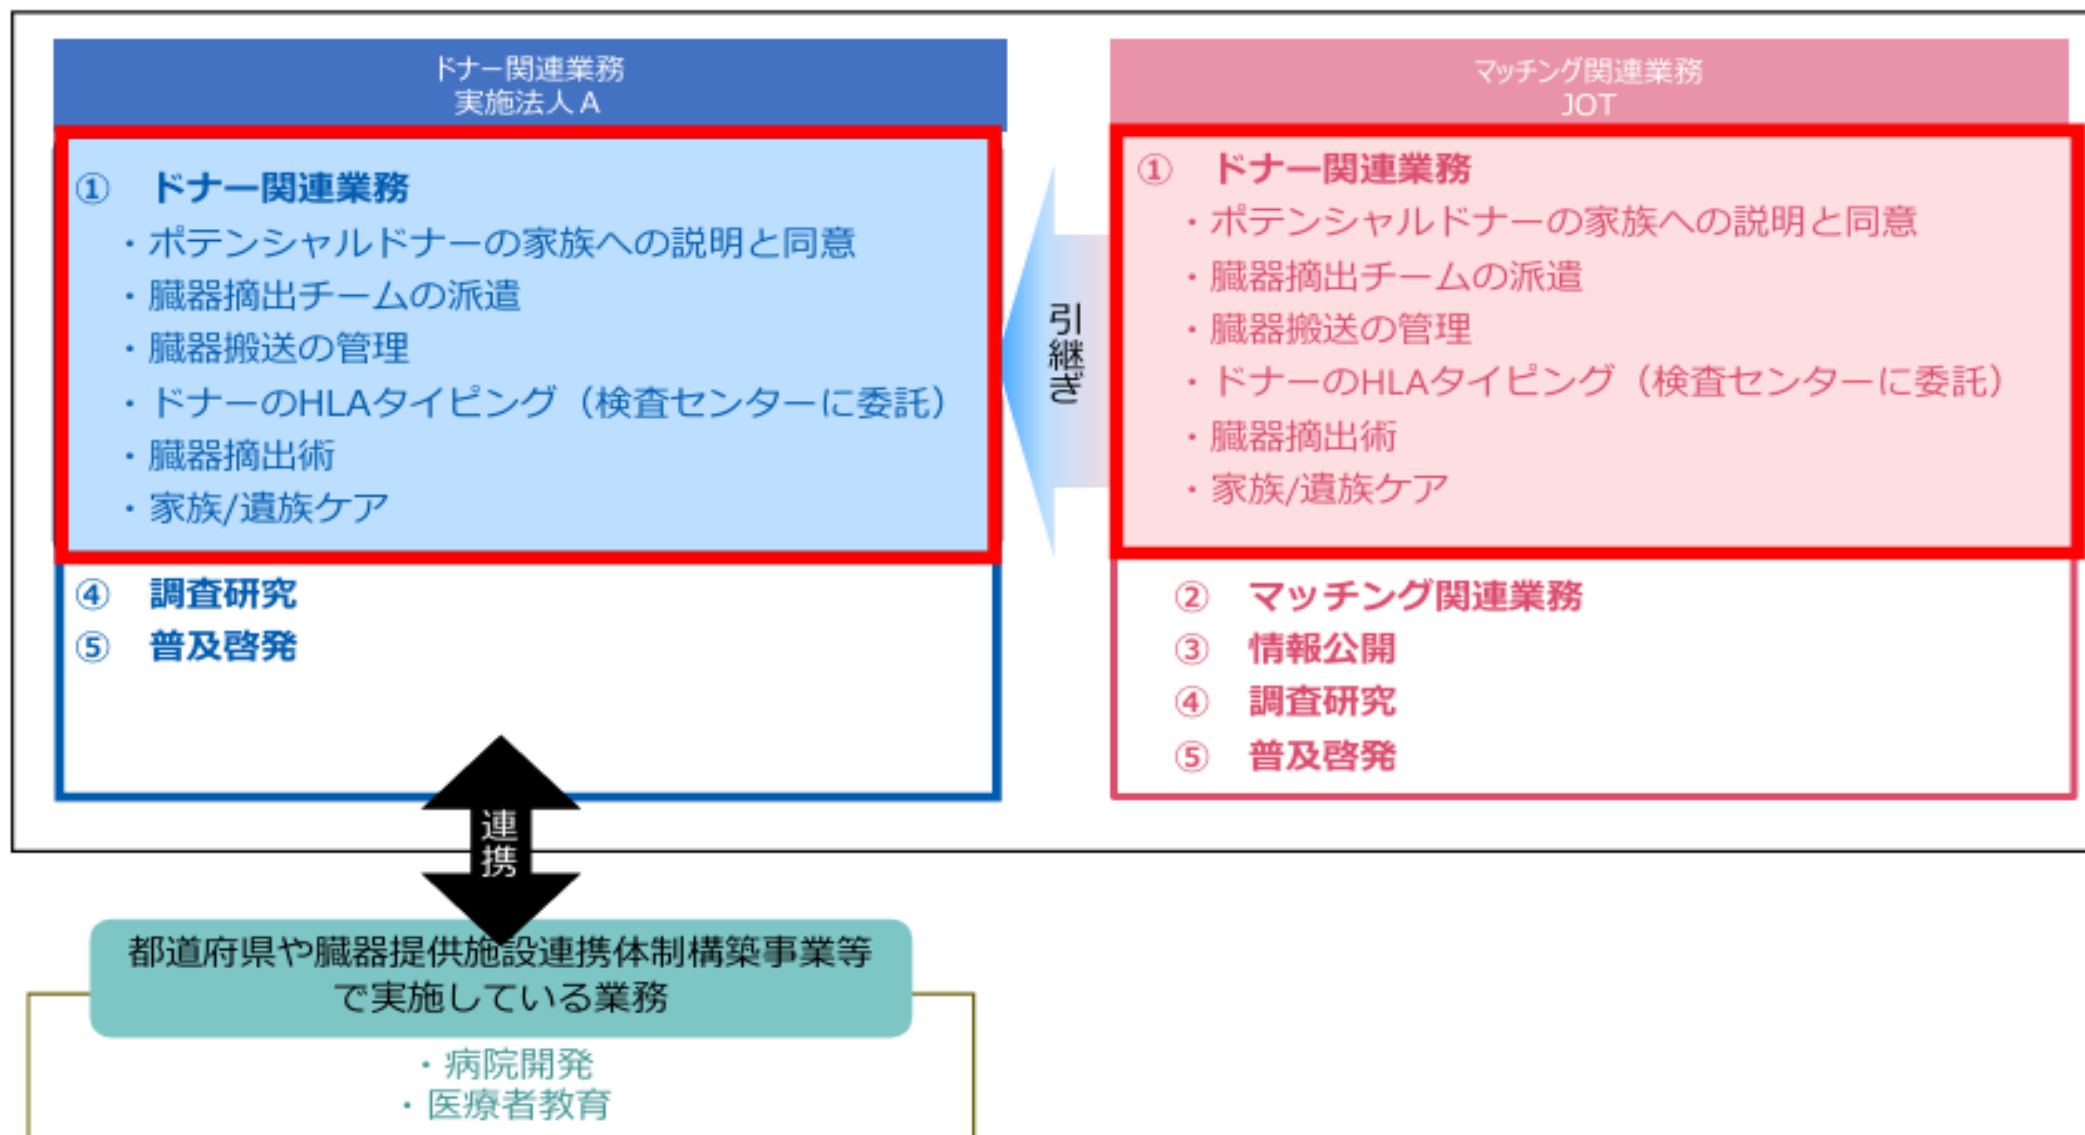 ドナー関連業務
実施法人A
① ドナー関連業務
・ポテンシャルドナーの家族への説明と同意
・臓器摘出チームの派遣
・臓器搬送の管理
・ドナーのHLAタイピング（検査センターに委託）
・臓器摘出術
・家族/遺族ケア
④ 調査研究
⑤ 普及啓発
引継ぎ
マッチング関連業務
JOT
① ドナー関連業務
・ポテンシャルドナーの家族への説明と同意
・臓器摘出チームの派遣
・臓器搬送の管理
・ドナーのHLAタイピング（検査センターに委託）
・臓器摘出術
・家族/遺族ケア
② マッチング関連業務
③ 情報公開
④ 調査研究
⑤ 普及啓発
連携
都道府県や臓器提供施設連携体制構築事業等
で実施している業務
・病院開発
・医療者教育